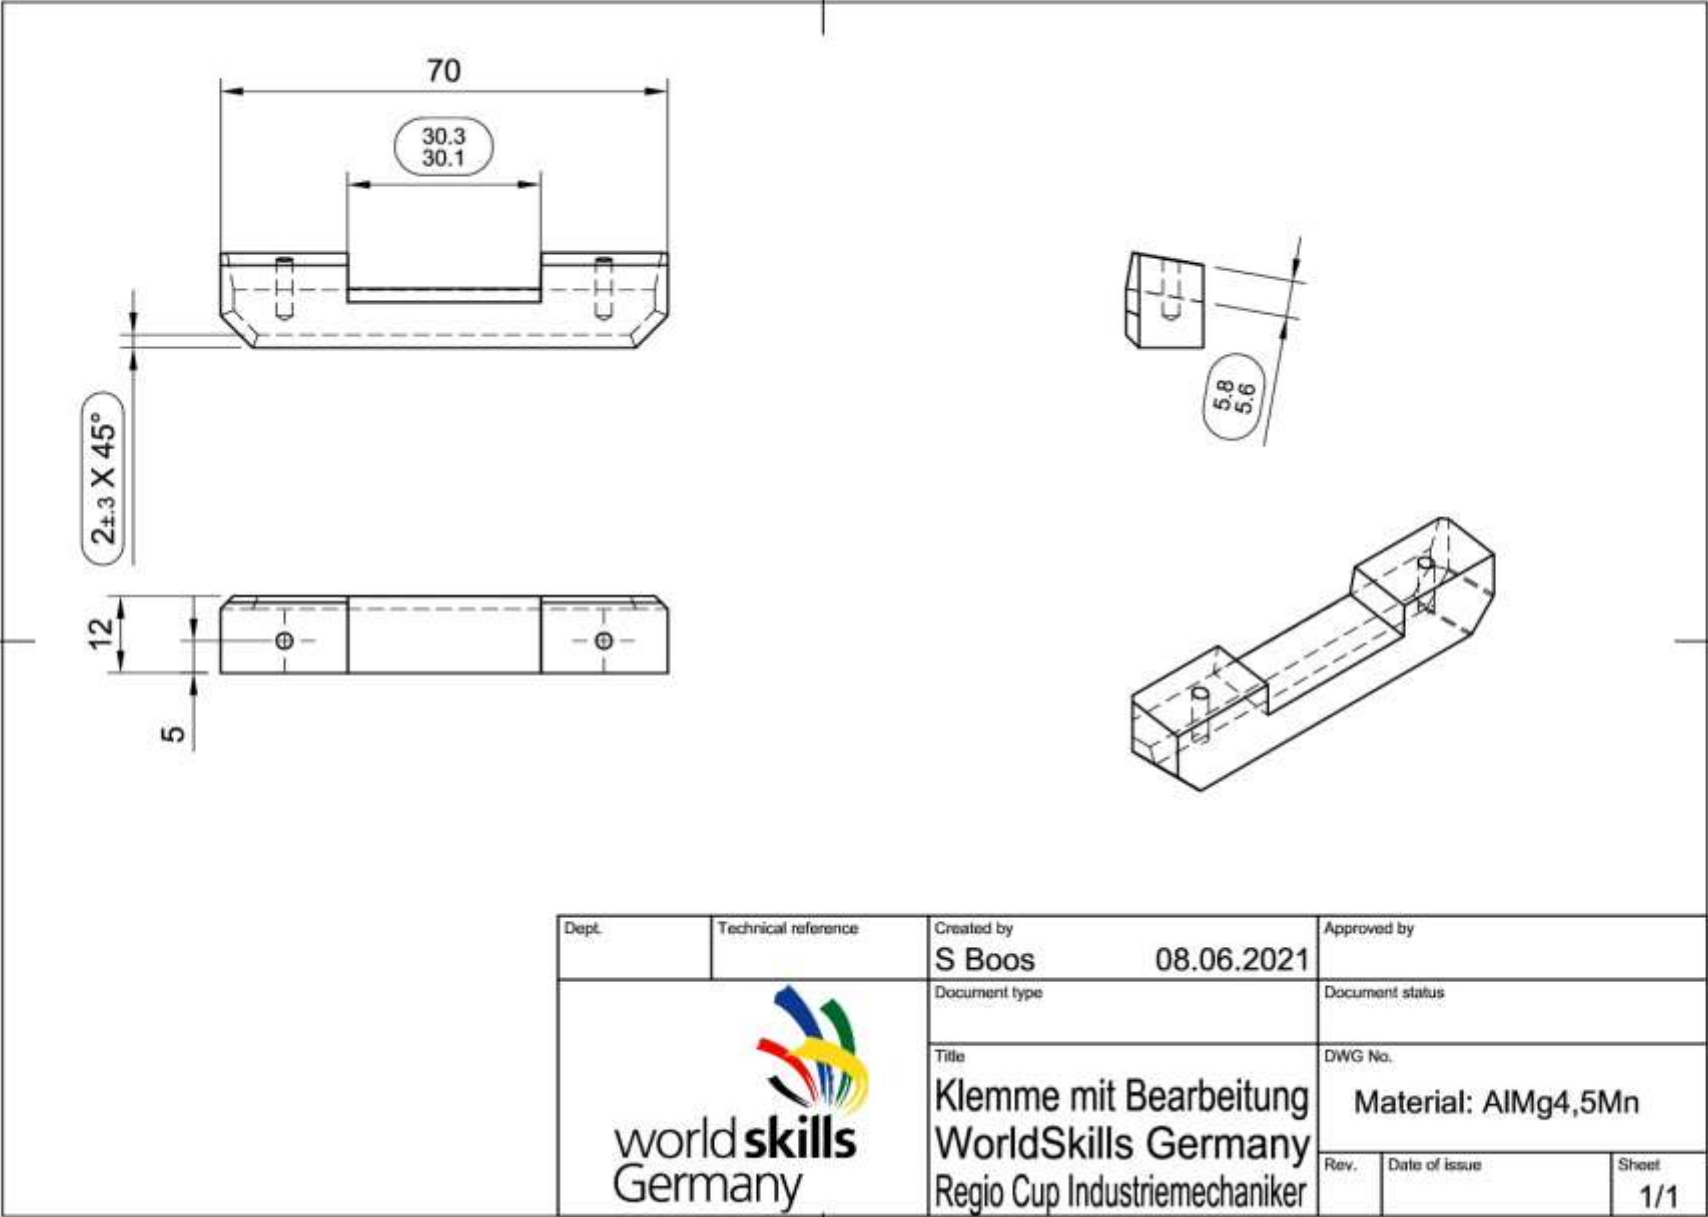 70
30.3
30.1
2±.3 X 45°
5.8
5.6
12
5
Dept.
Technical reference
Created by
S Boos 08.06.2021
Approved by
Document type
Document status
world skills
Germany
Title
Klemme mit Bearbeitung
WorldSkills Germany
Regio Cup Industriemechaniker
DWG No.
Material: AlMg4,5Mn
Rev.
Date of issue
Sheet
1/1